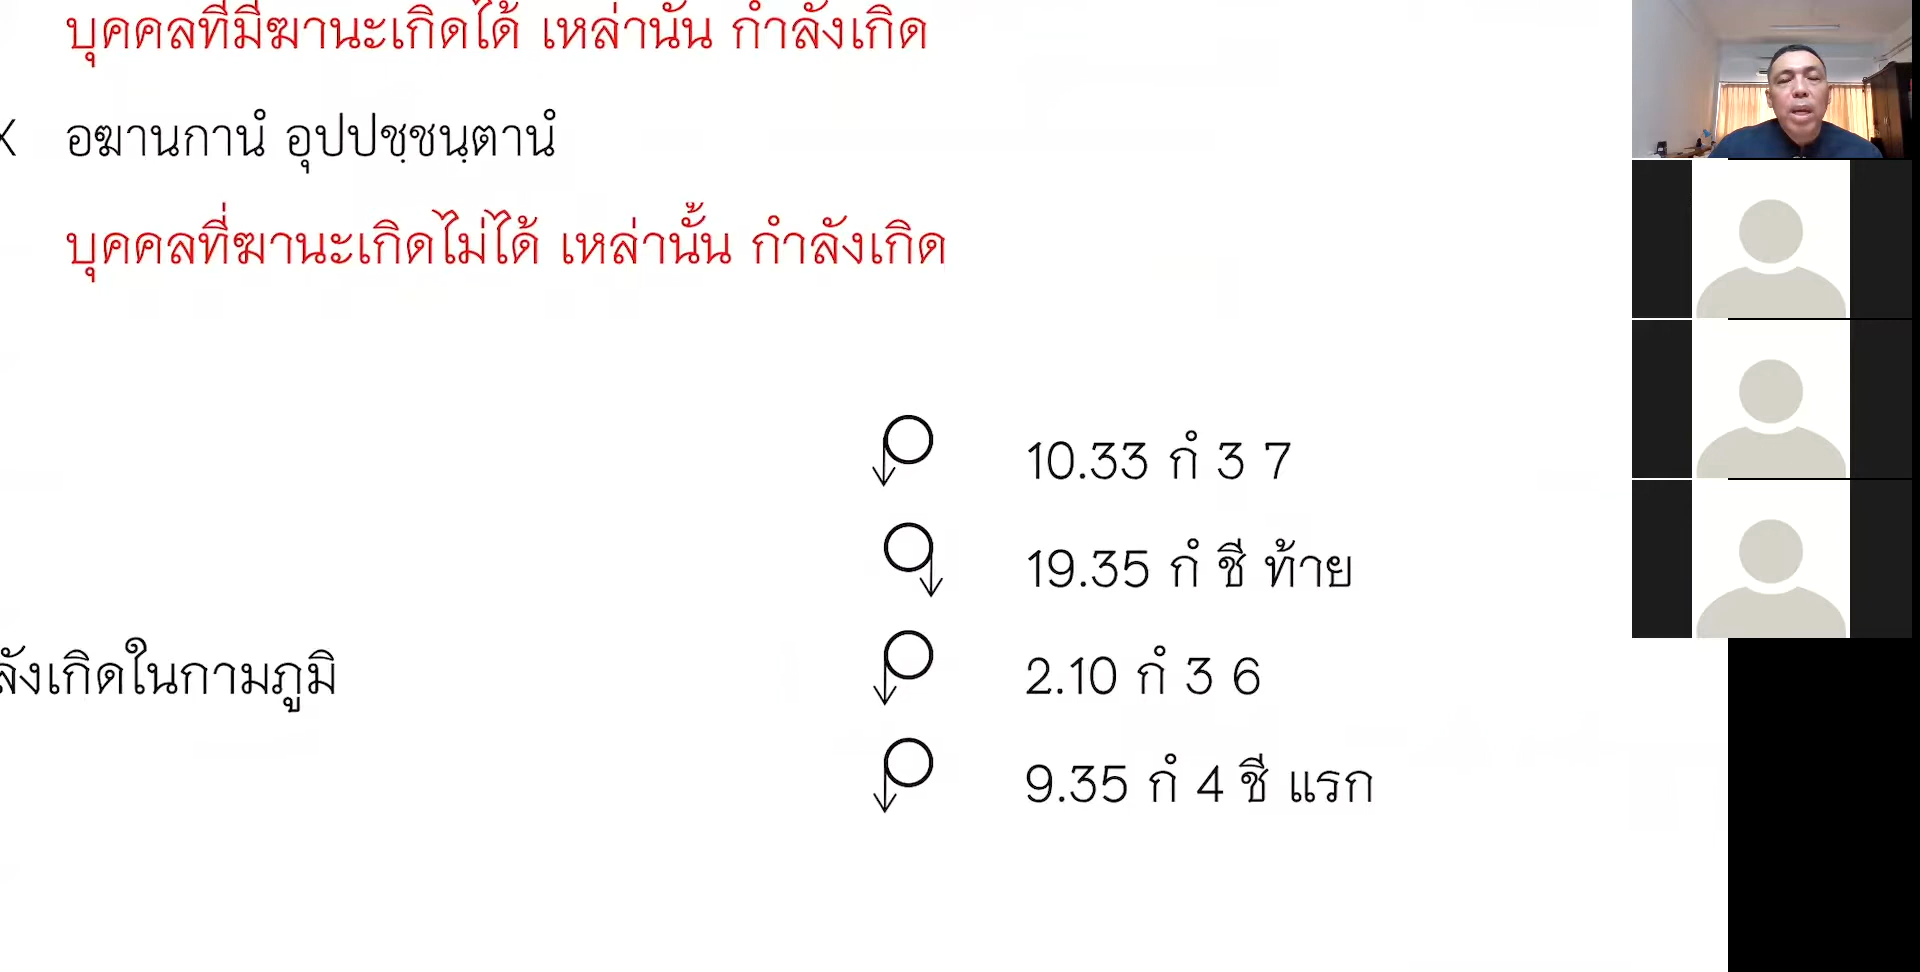 บุคคลที่มีฆานะเกิดได้ เหล่านั้น กำลังเกิด
X อฆานกานํ อุปปชฺชนฺตานํ
บุคคลที่ฆานะเกิดไม่ได้ เหล่านั้น กำลังเกิด
10.33 กํ 3 7
19.35 กํ ชี ท้าย
ลังเกิดในกามภูมิ
2.10 กํ 3 6
9.35 กํ 4 ชี แรก